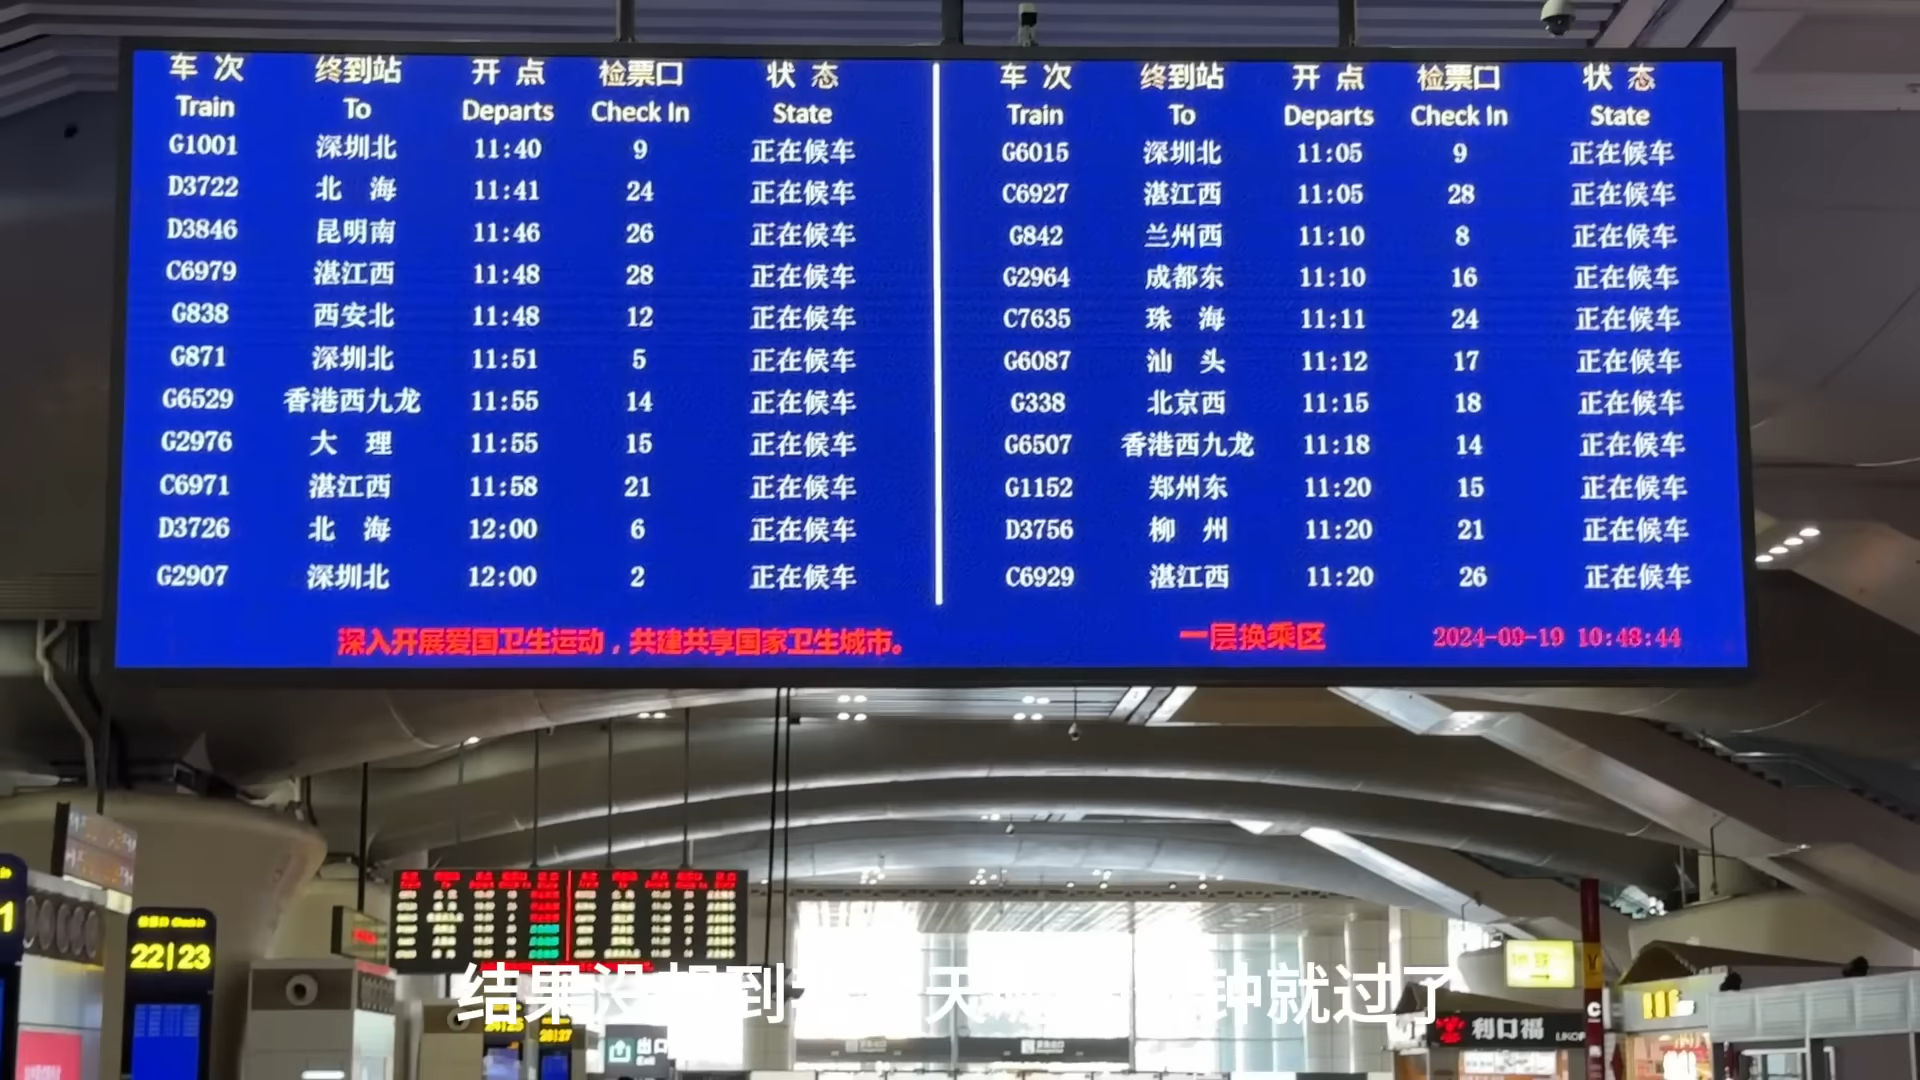 车 次 终到站 开 点 检票口 状 态
Train To Departs Check In State
G1001 深圳北 11:40 9 正在候车
D3722 北 海 11:41 24 正在候车
D3846 昆明南 11:46 26 正在候车
C6979 湛江西 11:48 28 正在候车
G838 西安北 11:48 12 正在候车
G871 深圳北 11:51 5 正在候车
G6529 香港西九龙 11:55 14 正在候车
G2976 大 理 11:55 15 正在候车
C6971 湛江西 11:58 21 正在候车
D3726 北 海 12:00 6 正在候车
G2907 深圳北 12:00 2 正在候车
车 次 终到站 开 点 检票口 状 态
Train To Departs Check In State
G6015 深圳北 11:05 9 正在候车
C6927 湛江西 11:05 28 正在候车
G842 兰州西 11:10 8 正在候车
G2964 成都东 11:10 16 正在候车
C7635 珠 海 11:11 24 正在候车
G6087 汕 头 11:12 17 正在候车
G338 北京西 11:15 18 正在候车
G6507 香港西九龙 11:18 14 正在候车
G1152 郑州东 11:20 15 正在候车
D3756 柳 州 11:20 21 正在候车
C6929 湛江西 11:20 26 正在候车
深入开展爱国卫生运动，共建共享国家卫生城市。
一层换乘区 2024-09-19 10:48:44
22|23
结果没想到 天 钟就过了
利口福
出口
Exit